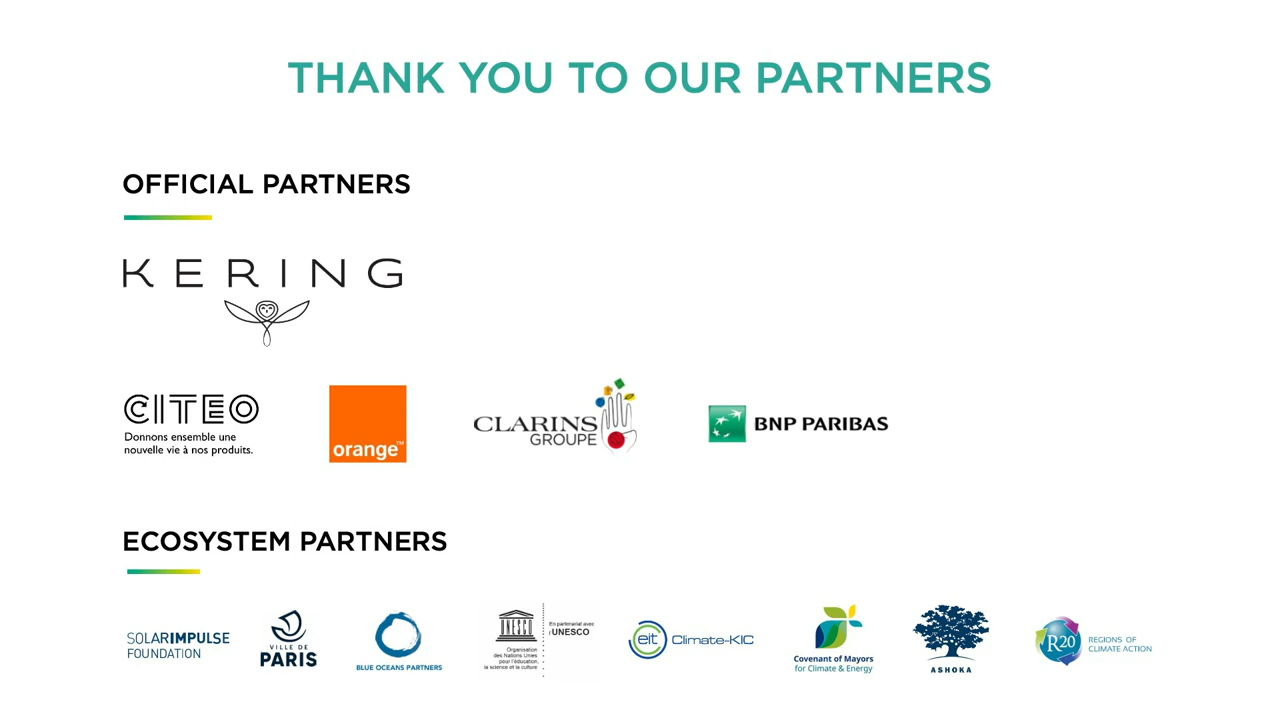 THANK YOU TO OUR PARTNERS
OFFICIAL PARTNERS
KERING
CITEO
Donnons ensemble une
nouvelle vie à nos produits.
orange™
CLARINS
GROUPE
BNP PARIBAS
ECOSYSTEM PARTNERS
SOLARIMPULSE
FOUNDATION
VILLE DE
PARIS
BLUE OCEANS PARTNERS
UNESCO
Organisation
des Nations Unies
pour l'éducation,
la science et la culture
En partenariat avec
l'UNESCO
eit Climate-KIC
Covenant of Mayors
for Climate & Energy
ASHOKA
R20
REGIONS OF
CLIMATE ACTION